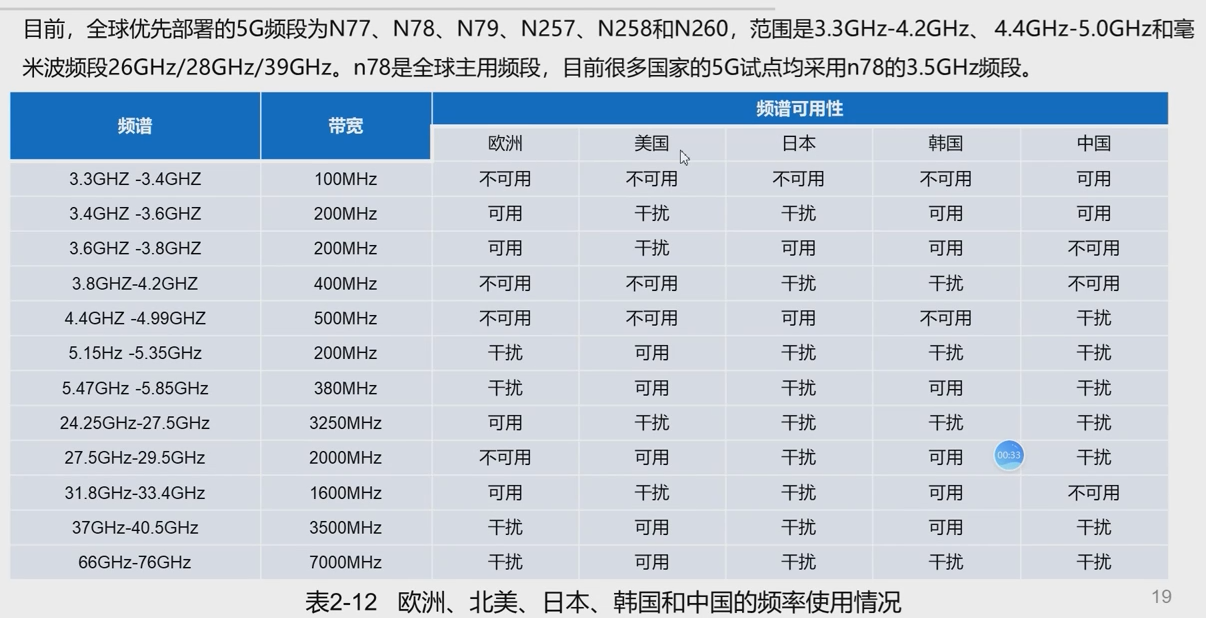 目前，全球优先部署的5G频段为N77、N78、N79、N257、N258和N260，范围是3.3GHz-4.2GHz、 4.4GHz-5.0GHz和毫
米波频段26GHz/28GHz/39GHz。n78是全球主用频段，目前很多国家的5G试点均采用n78的3.5GHz频段。
频谱 带宽 频谱可用性
欧洲 美国 日本 韩国 中国
3.3GHZ -3.4GHZ 100MHz 不可用 不可用 不可用 不可用 可用
3.4GHZ -3.6GHZ 200MHz 可用 干扰 干扰 可用 可用
3.6GHZ -3.8GHZ 200MHz 可用 干扰 可用 可用 不可用
3.8GHZ-4.2GHZ 400MHz 不可用 不可用 干扰 干扰 不可用
4.4GHZ -4.99GHZ 500MHz 不可用 不可用 可用 不可用 干扰
5.15Hz -5.35GHz 200MHz 干扰 可用 干扰 干扰 干扰
5.47GHz -5.85GHz 380MHz 干扰 可用 干扰 可用 干扰
24.25GHz-27.5GHz 3250MHz 可用 干扰 干扰 干扰 干扰
27.5GHz-29.5GHz 2000MHz 不可用 可用 干扰 可用 00:33 干扰
31.8GHz-33.4GHz 1600MHz 可用 干扰 干扰 可用 不可用
37GHz-40.5GHz 3500MHz 干扰 可用 干扰 可用 干扰
66GHz-76GHz 7000MHz 干扰 可用 干扰 干扰 干扰
表2-12 欧洲、北美、日本、韩国和中国的频率使用情况 19